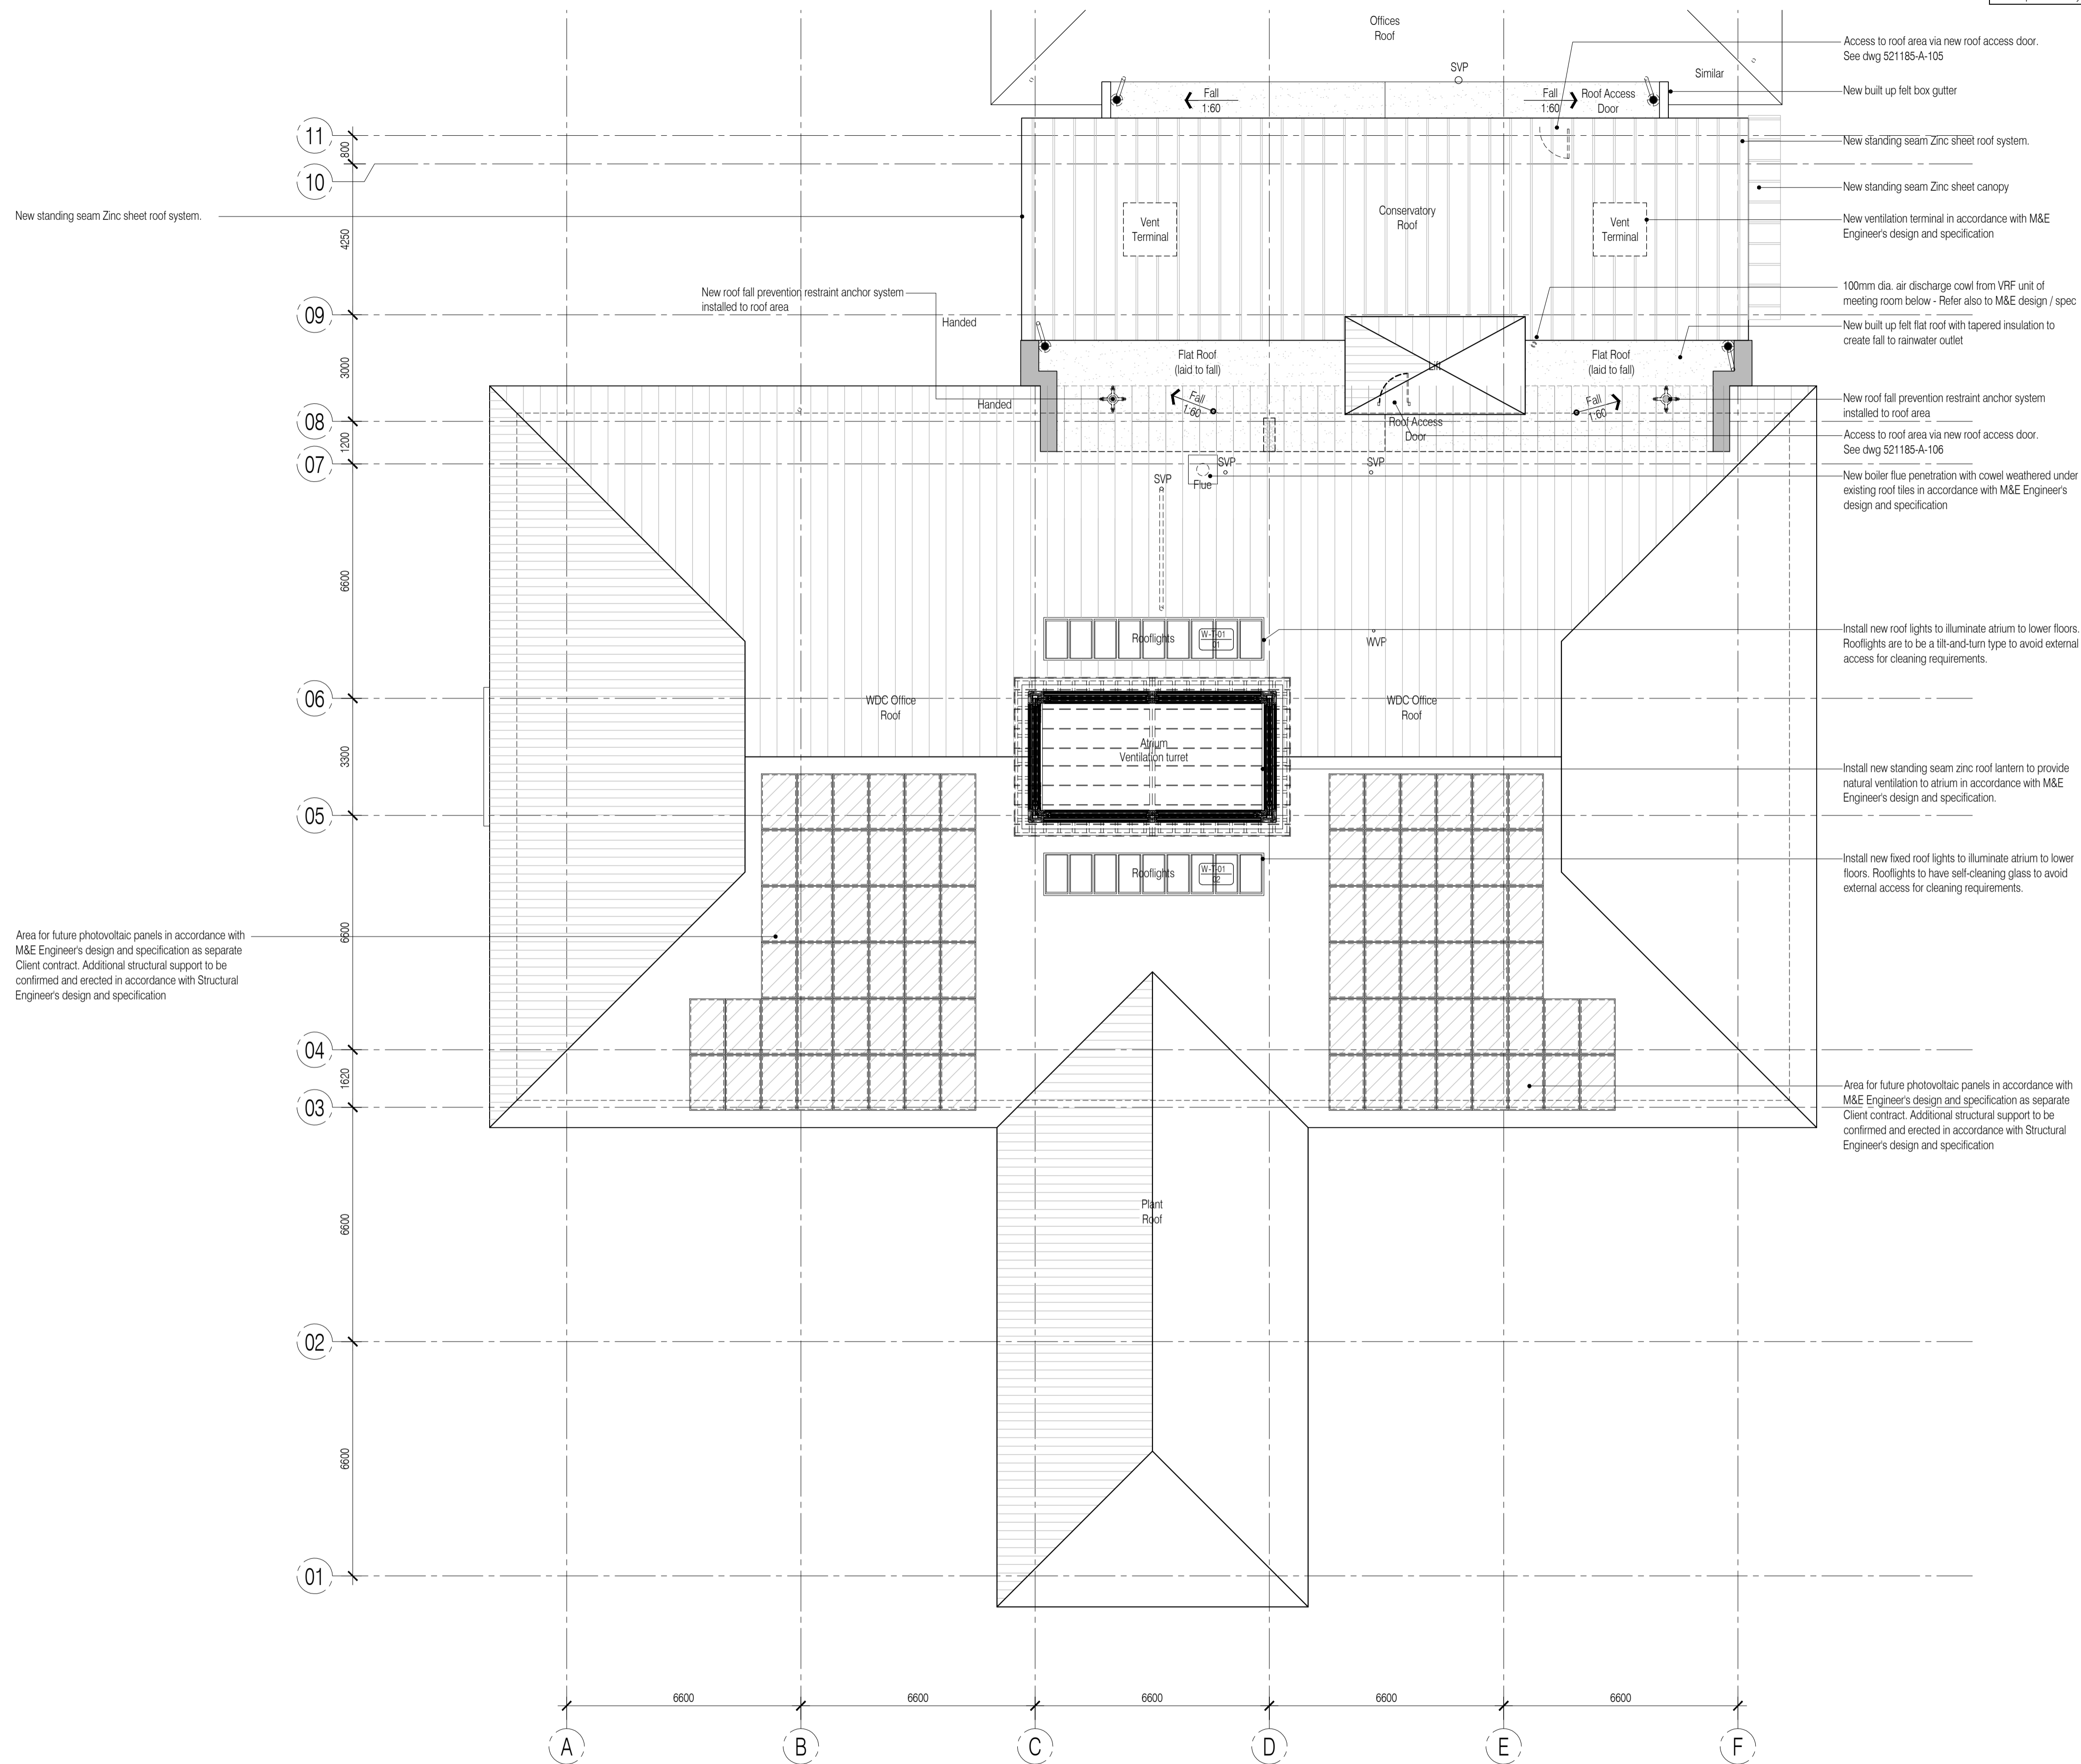 Offices
Roof
Access to roof area via new roof access door.
See dwg 521185-A-105
SVP
Similar
New built up felt box gutter
Fall
1:60
Fall
1:60
Roof Access
Door
11
800
10
New standing seam Zinc sheet roof system.
New standing seam Zinc sheet canopy
New standing seam Zinc sheet roof system.
4250
Vent
Terminal
Conservatory
Roof
Vent
Terminal
New ventilation terminal in accordance with M&E
Engineer's design and specification
New roof fall prevention restraint anchor system
installed to roof area
100mm dia. air discharge cowl from VRF unit of
meeting room below - Refer also to M&E design / spec
09
Handed
New built up felt flat roof with tapered insulation to
create fall to rainwater outlet
3000
Flat Roof
(laid to fall)
Lift
Flat Roof
(laid to fall)
Handed
Fall
1:60
Fall
1:60
New roof fall prevention restraint anchor system
installed to roof area
08
1200
Roof Access
Door
Access to roof area via new roof access door.
See dwg 521185-A-106
07
SVP
SVP
SVP
Flue
New boiler flue penetration with cowel weathered under
existing roof tiles in accordance with M&E Engineer's
design and specification
6600
Rooflights
W-T-01
01
WVP
Install new roof lights to illuminate atrium to lower floors.
Rooflights are to be a tilt-and-turn type to avoid external
access for cleaning requirements.
06
WDC Office
Roof
WDC Office
Roof
3300
Atrium
Ventilation turret
Install new standing seam zinc roof lantern to provide
natural ventilation to atrium in accordance with M&E
Engineer's design and specification.
05
Rooflights
W-T-01
02
Install new fixed roof lights to illuminate atrium to lower
floors. Rooflights to have self-cleaning glass to avoid
external access for cleaning requirements.
6600
Area for future photovoltaic panels in accordance with
M&E Engineer's design and specification as separate
Client contract. Additional structural support to be
confirmed and erected in accordance with Structural
Engineer's design and specification
04
1620
03
Area for future photovoltaic panels in accordance with
M&E Engineer's design and specification as separate
Client contract. Additional structural support to be
confirmed and erected in accordance with Structural
Engineer's design and specification
6600
Plant
Roof
02
6600
01
6600
6600
6600
6600
6600
A
B
C
D
E
F